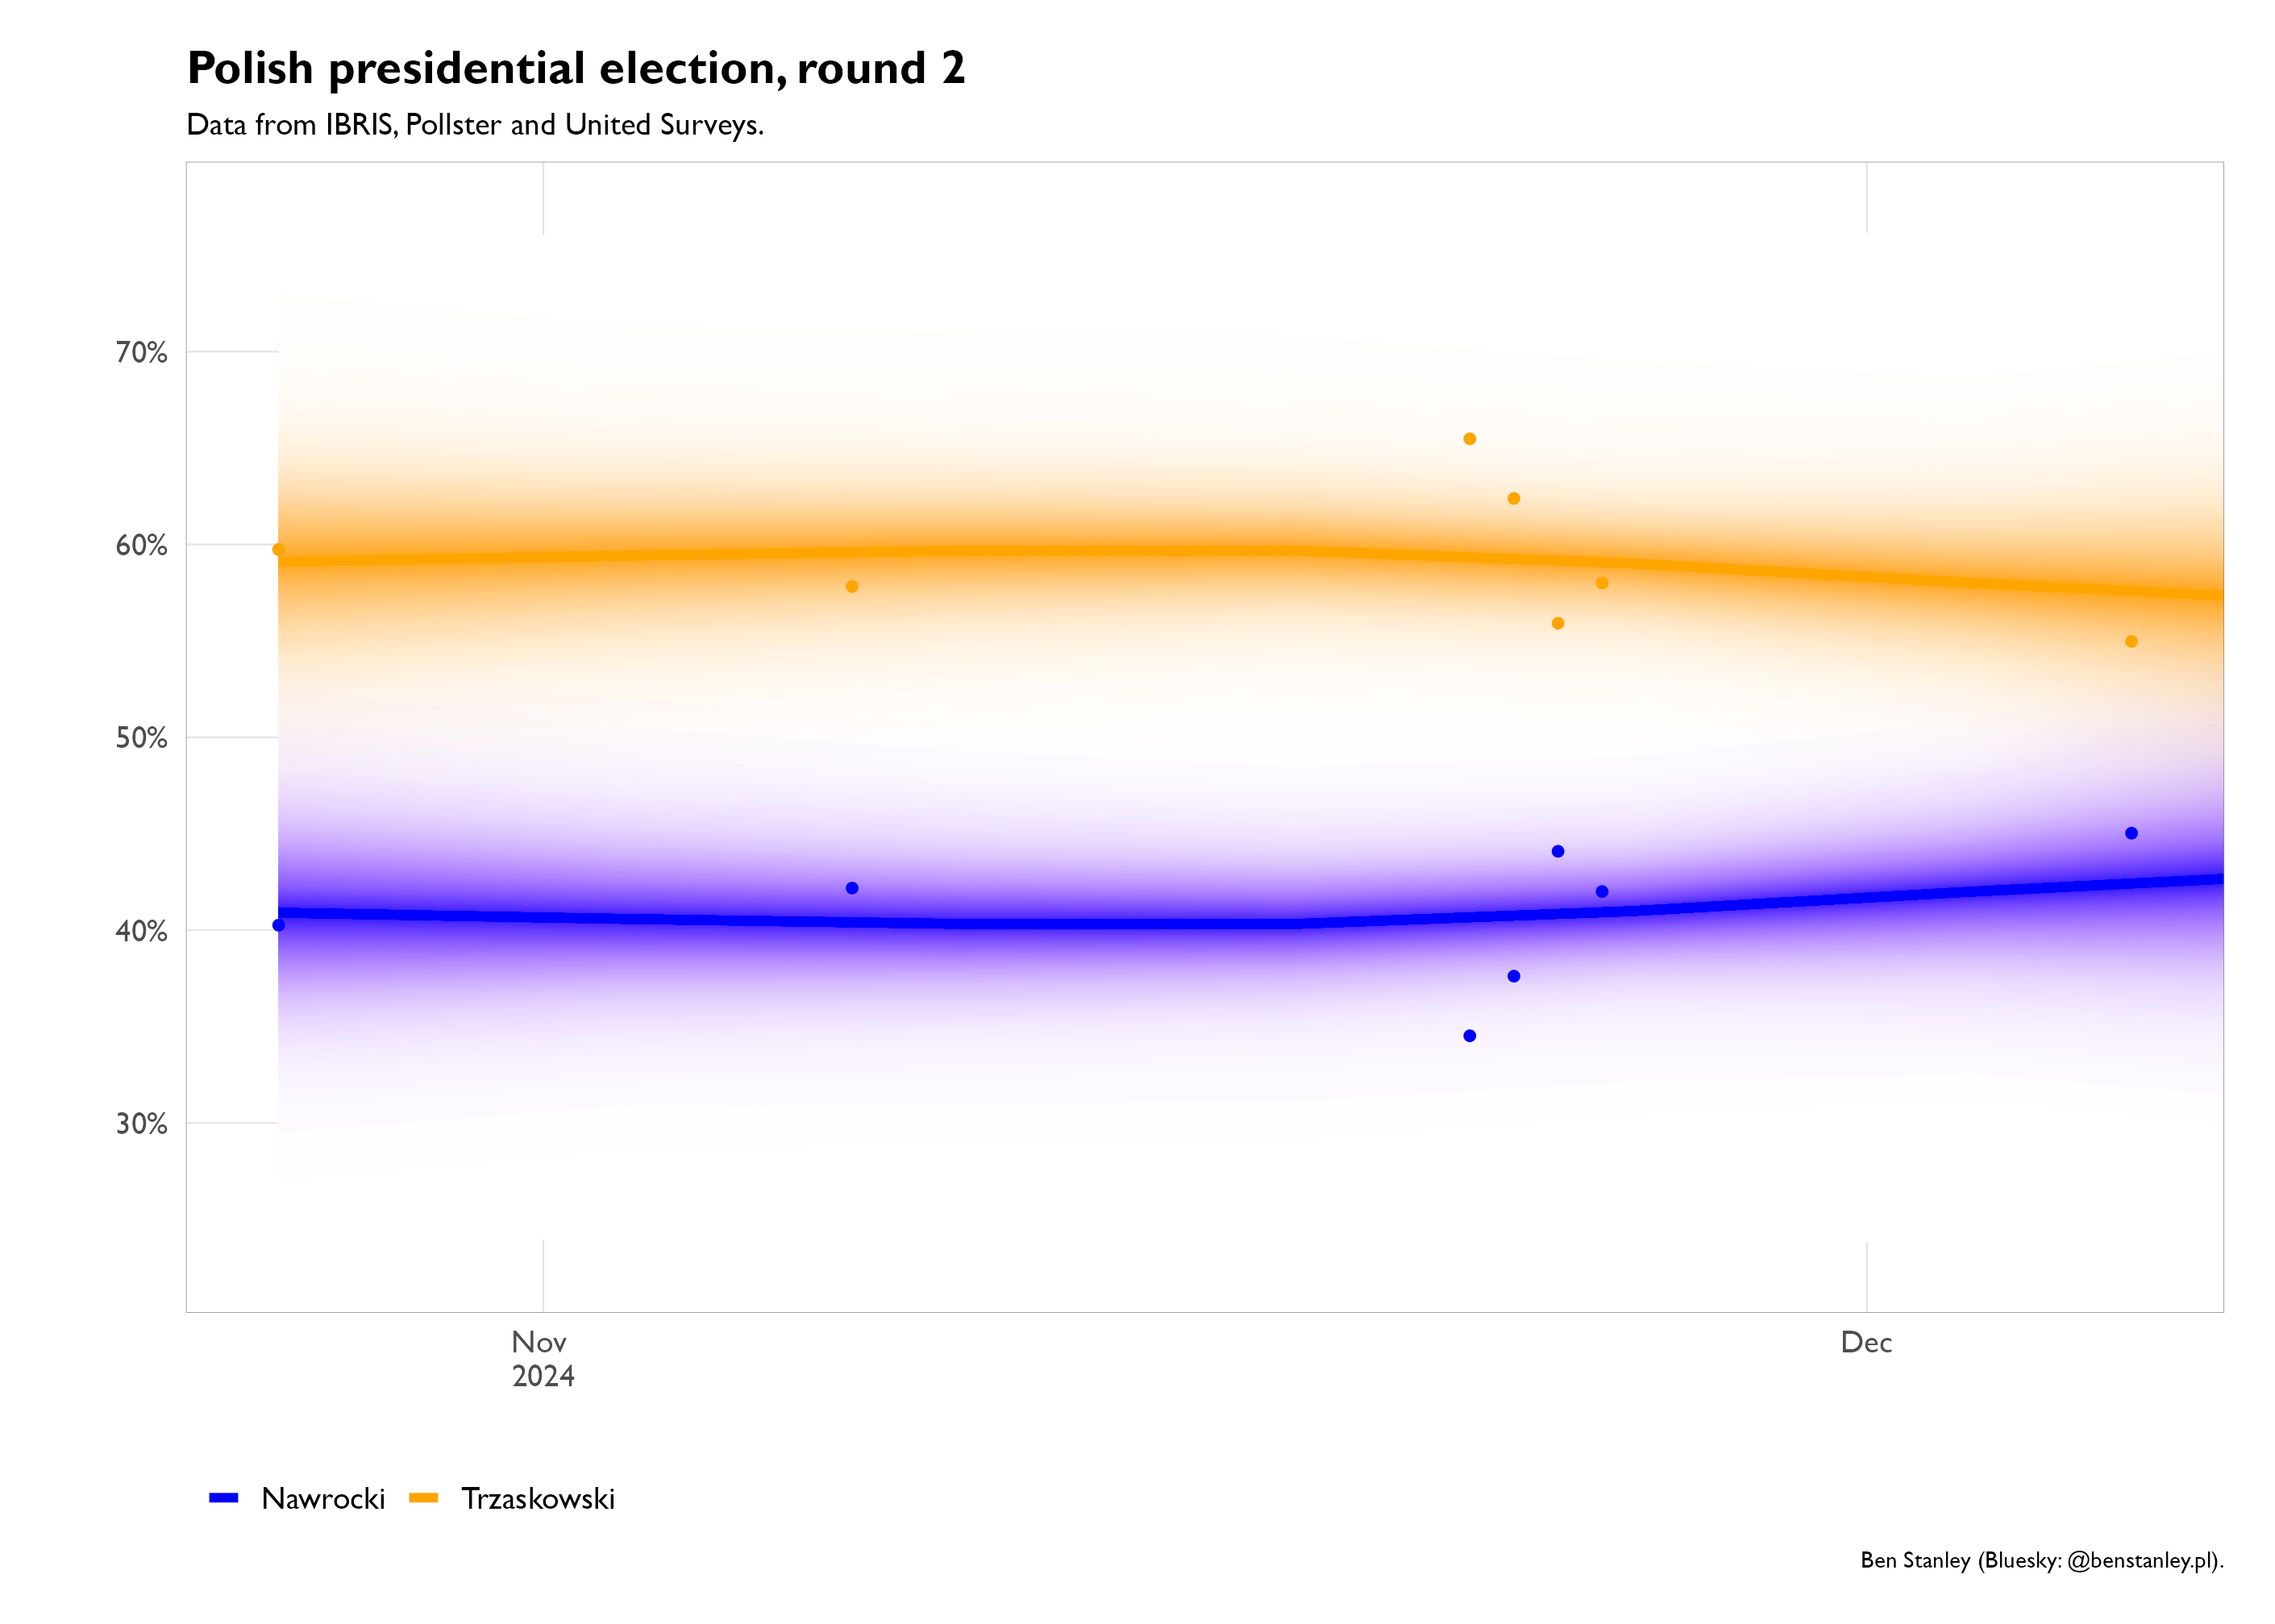 Polish presidential election, round 2
Data from IBRIS, Pollster and United Surveys.
70%
60%
50%
40%
30%
Nov
2024
Dec
Nawrocki
Trzaskowski
Ben Stanley (Bluesky: @benstanley.pl).